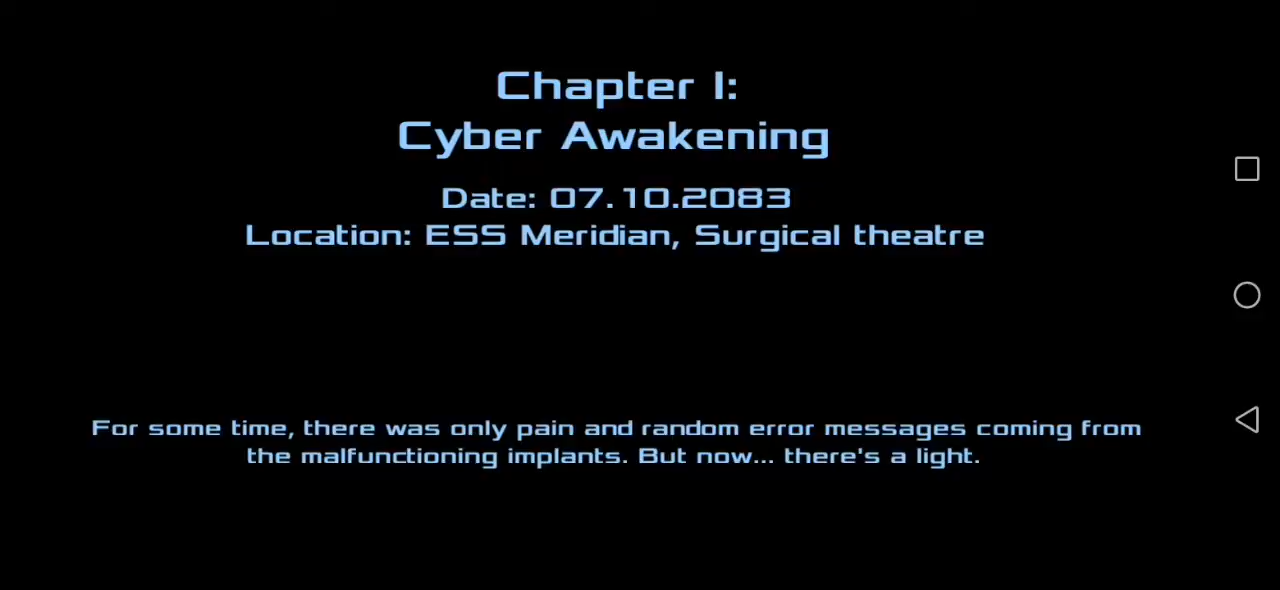 Chapter I:
Cyber Awakening
Date: 07.10.2083
Location: ESS Meridian, Surgical theatre
For some time, there was only pain and random error messages coming from
the malfunctioning implants. But now... there's a light.